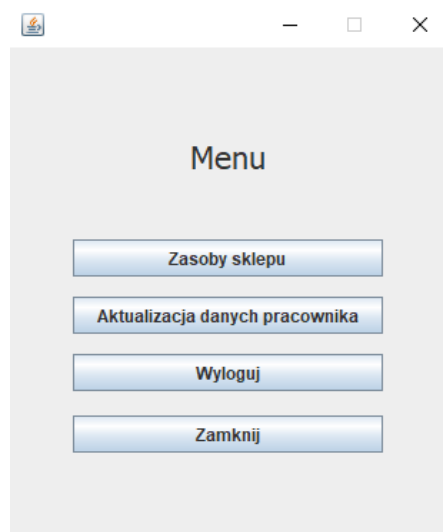 Menu
Zasoby sklepu
Aktualizacja danych pracownika
Wyloguj
Zamknij